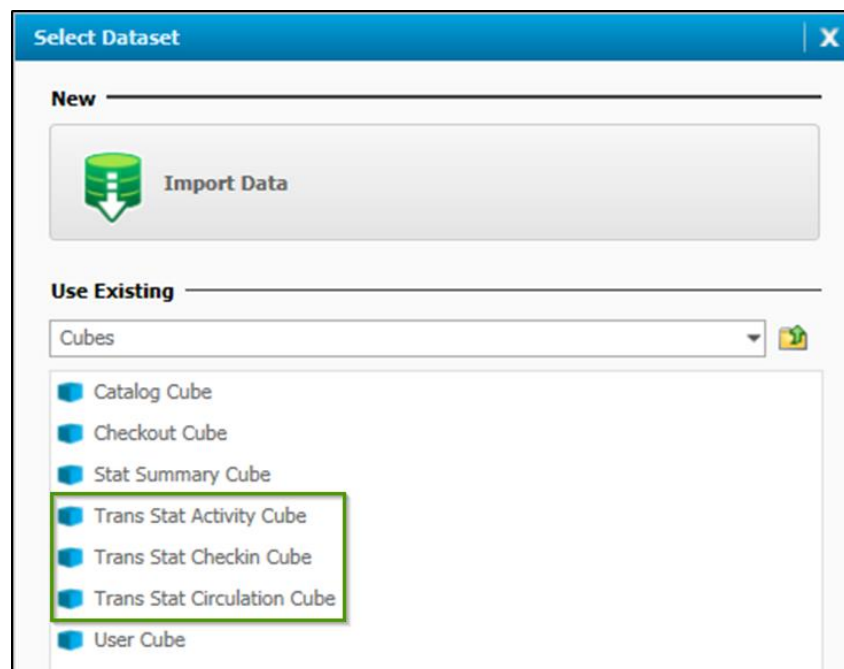 Select Dataset X
New
Import Data
Use Existing
Cubes
Catalog Cube
Checkout Cube
Stat Summary Cube
Trans Stat Activity Cube
Trans Stat Checkin Cube
Trans Stat Circulation Cube
User Cube